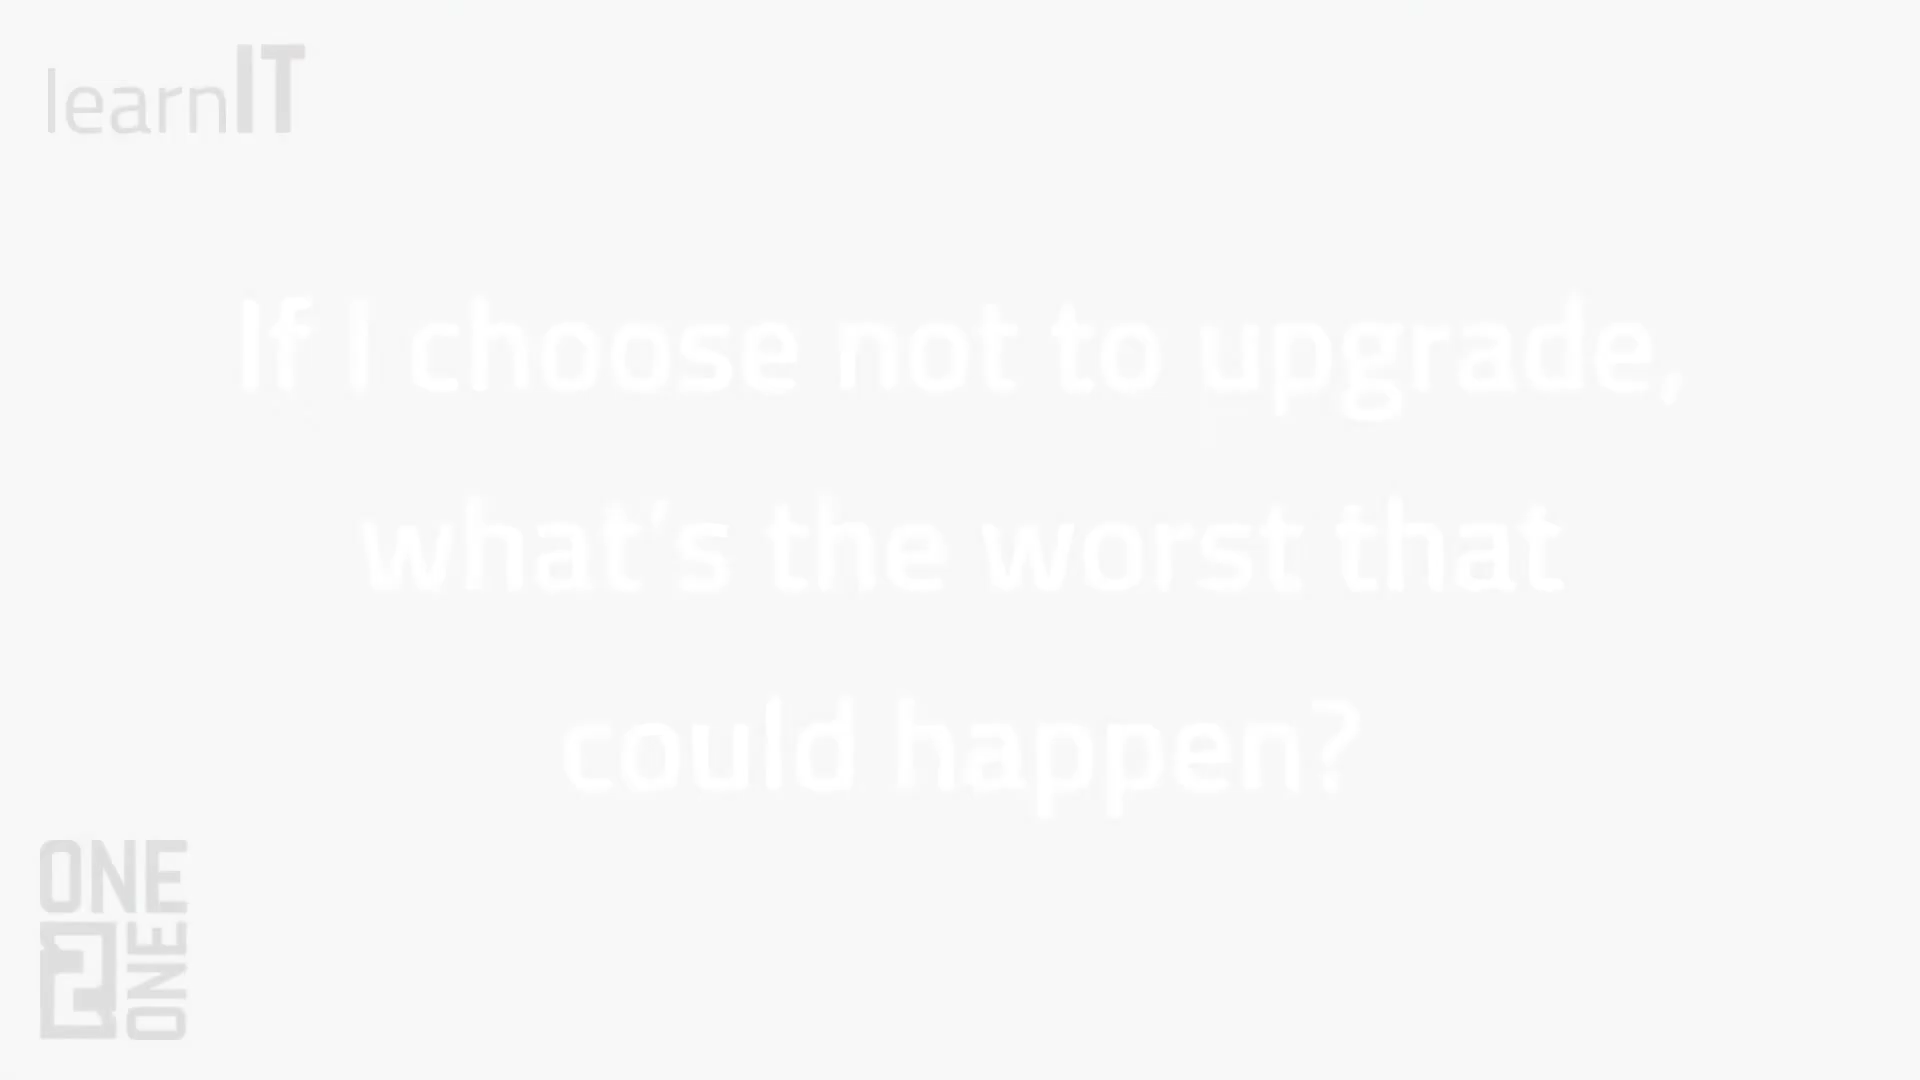 learnIT
If I choose not to upgrade,
what's the worst that
could happen?
ONE
2
ONE